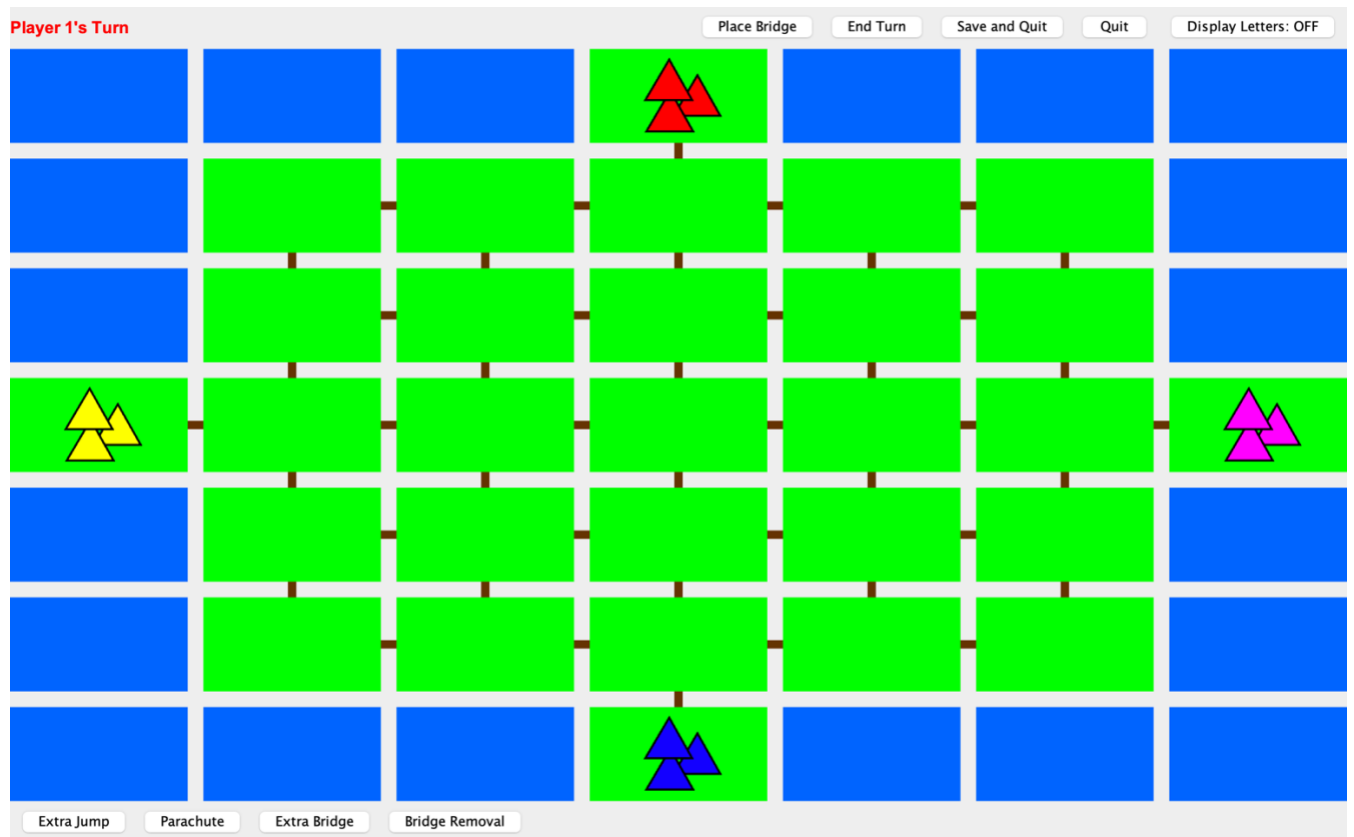 Player 1's Turn Place Bridge End Turn Save and Quit Quit Display Letters: OFF
Extra Jump Parachute Extra Bridge Bridge Removal